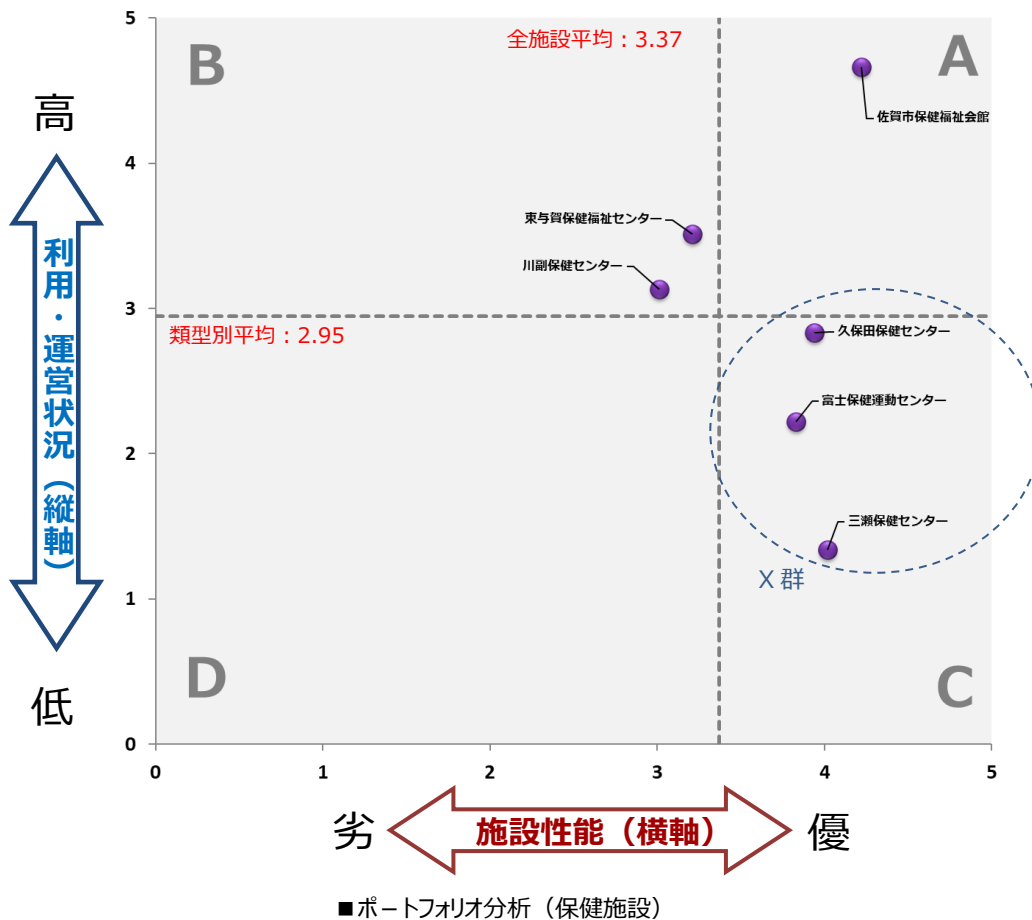 5
全施設平均：3.37
B
A
高
佐賀市保健福祉会館
4
東与賀保健福祉センター
川副保健センター
3
類型別平均：2.95
久保田保健センター
利用・運営状況（縦軸）
富士保健運動センター
2
三瀬保健センター
X 群
1
D
C
低
0
0 1 2 3 4 5
劣
施設性能（横軸）
優
■ポートフォリオ分析（保健施設）